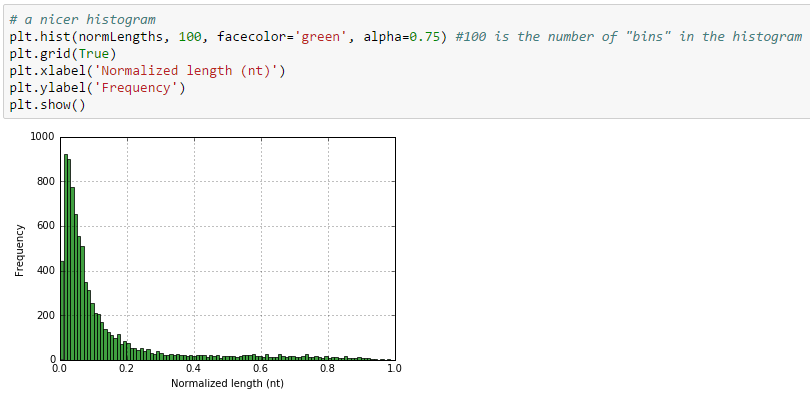 # a nicer histogram
plt.hist(normLengths, 100, facecolor='green', alpha=0.75) #100 is the number of "bins" in the histogram
plt.grid(True)
plt.xlabel('Normalized length (nt)')
plt.ylabel('Frequency')
plt.show()
1000
800
600
400
200
0
Frequency
0.0 0.2 0.4 0.6 0.8 1.0
Normalized length (nt)